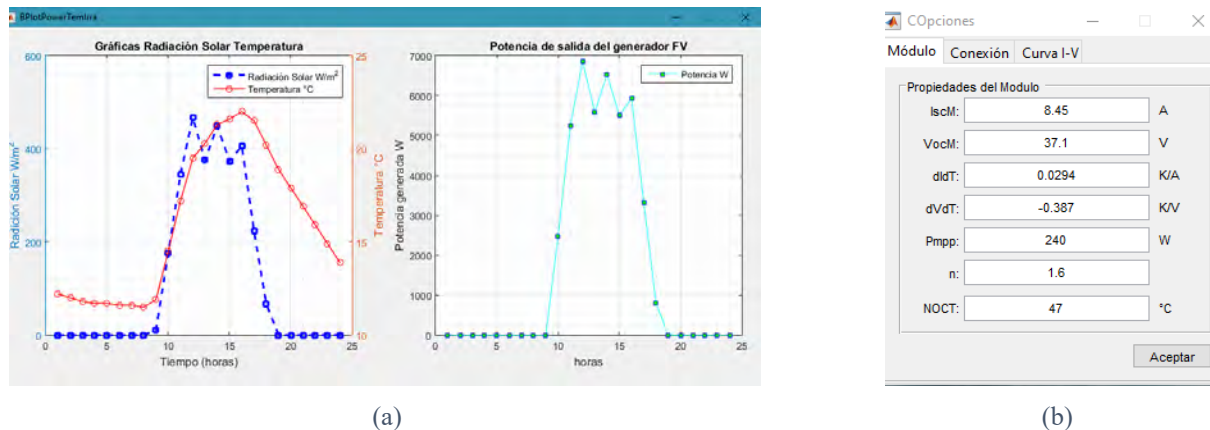 BPlotPowerTemIrra
Gráficas Radiación Solar Temperatura
Radiación Solar W/m²
Temperatura °C
600
400
200
0
Radición Solar W/m²
25
20
15
10
Temperatura °C
0 5 10 15 20 25
Tiempo (horas)
Potencia de salida del generador FV
Potencia W
7000
6000
5000
4000
3000
2000
1000
0
Potencia generada W
0 5 10 15 20 25
horas
(a)
COpciones
Módulo Conexión Curva I-V
Propiedades del Modulo
IscM: 8.45 A
VocM: 37.1 V
dIdT: 0.0294 K/A
dVdT: -0.387 K/V
Pmpp: 240 W
n: 1.6
NOCT: 47 °C
Aceptar
(b)